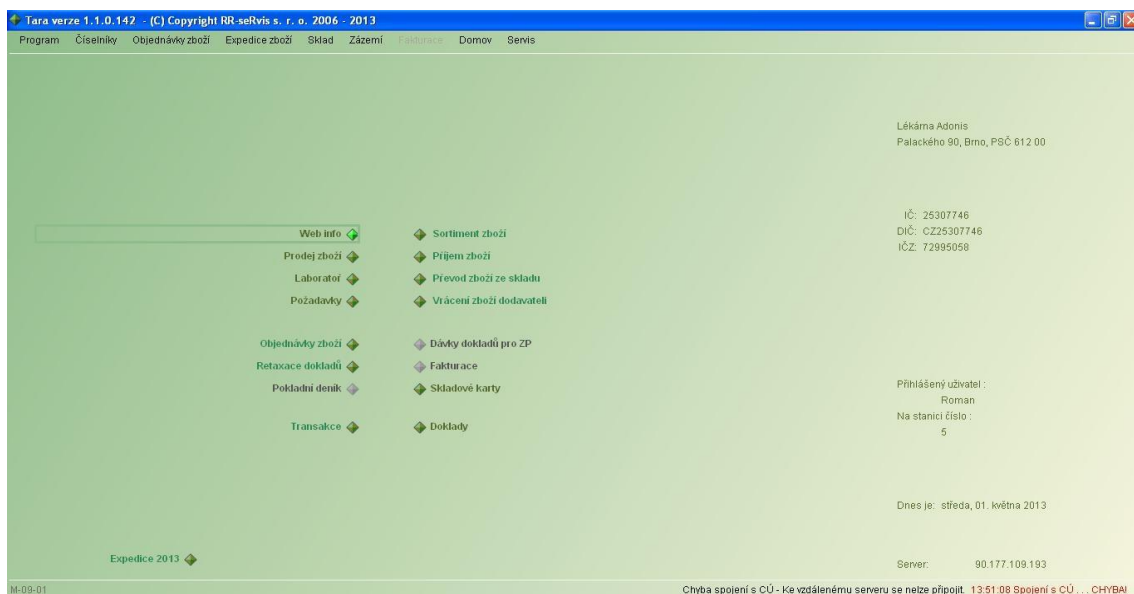 Tara verze 1.1.0.142 - (C) Copyright RR-seRvis s. r. o. 2006 - 2013
Program Číselníky Objednávky zboží Expedice zboží Sklad Zázemí Fakturace Domov Servis
Lékárna Adonis
Palackého 90, Brno, PSČ 612 00
IČ: 25307746
DIČ: CZ25307746
IČZ: 72995058
Web info Sortiment zboží
Prodej zboží Příjem zboží
Laboratoř Převod zboží ze skladu
Požadavky Vrácení zboží dodavateli
Objednávky zboží Dávky dokladů pro ZP
Retaxace dokladů Fakturace
Pokladní deník Skladové karty
Transakce Doklady
Přihlášený uživatel :
Roman
Na stanici číslo :
5
Dnes je: středa, 01. května 2013
Expedice 2013
Server: 90.177.109.193
M-09-01 Chyba spojení s CÚ - Ke vzdálenému serveru se nelze připojit. 13:51:08 Spojení s CÚ . . . CHYBA!